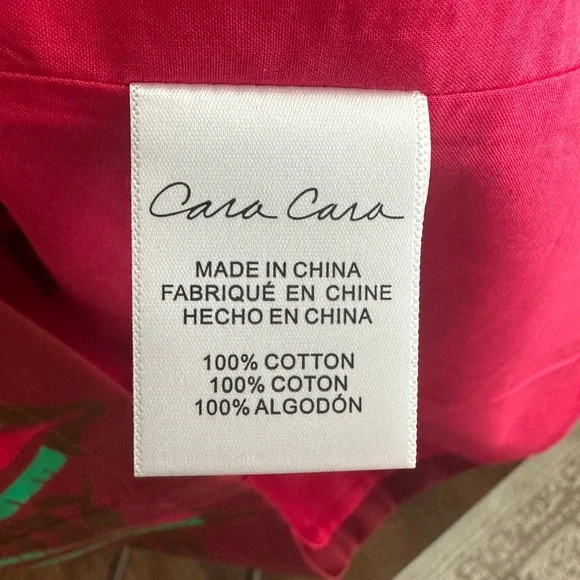 Cara Cara
MADE IN CHINA
FABRIQUÉ EN CHINE
HECHO EN CHINA
100% COTTON
100% COTON
100% ALGODÓN